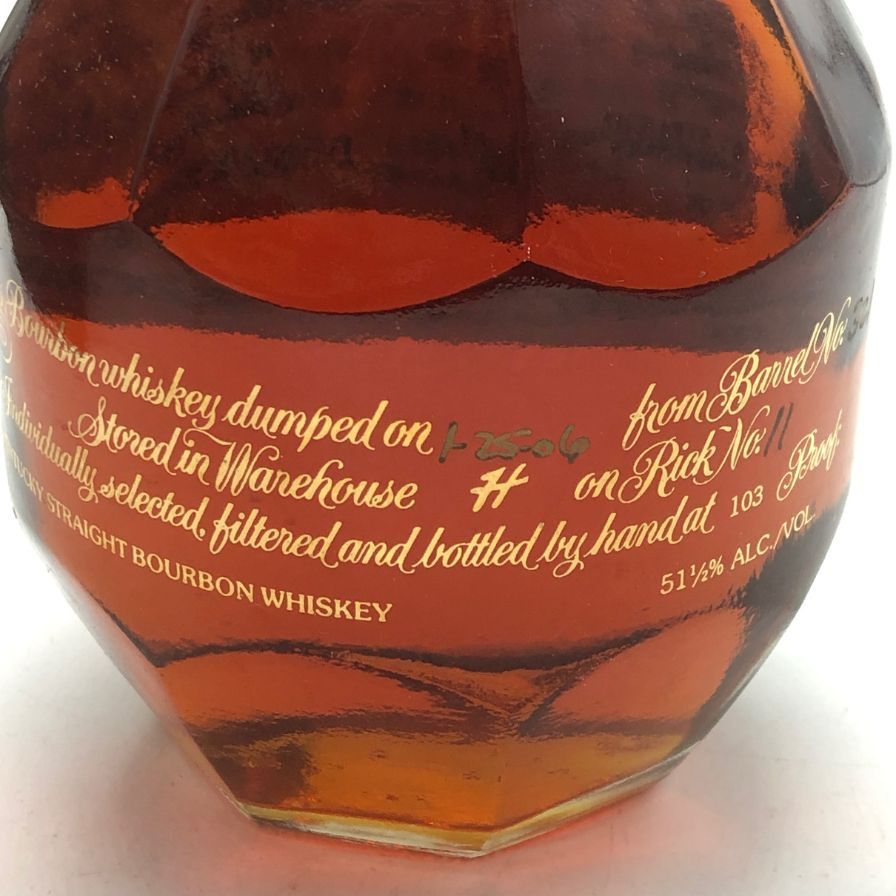 Bourbon whiskey dumped on 1-25-06 from Barrel No:
Stored in Warehouse H on Rick No: 11
Individually selected, filtered and bottled by hand at 103 Proof.
STRAIGHT BOURBON WHISKEY 51½% ALC./VOL.